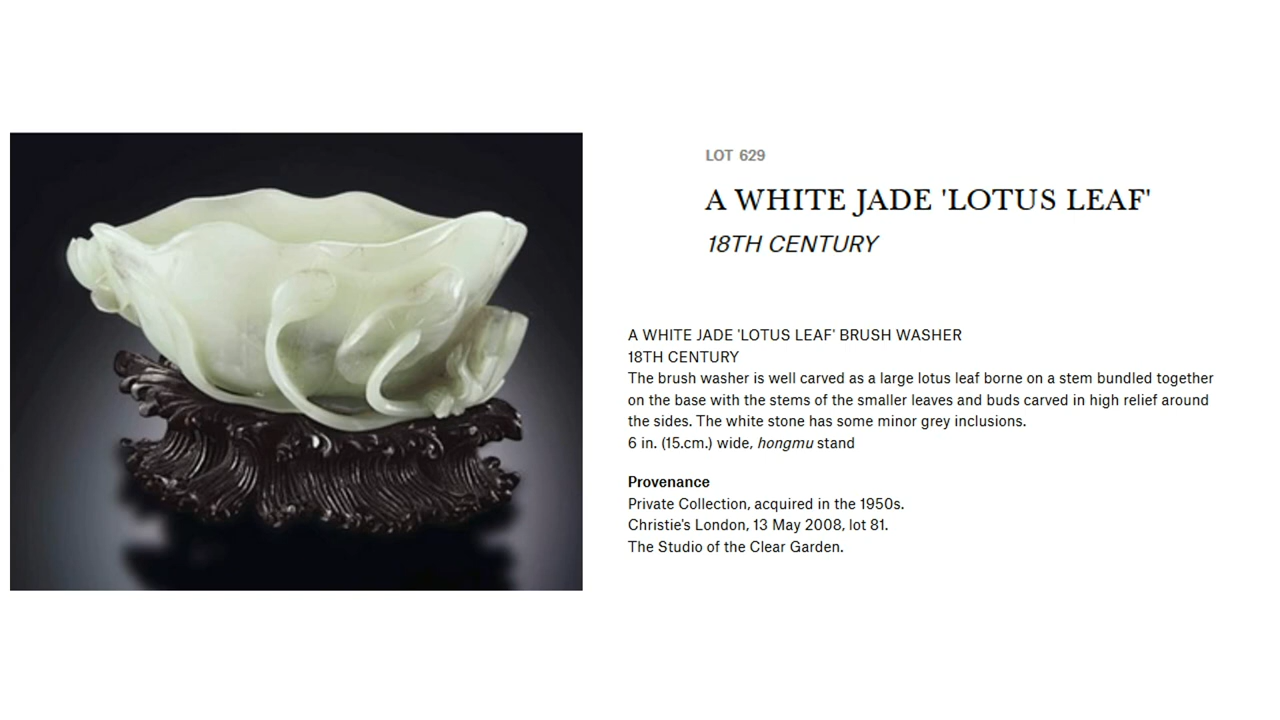 LOT 629
A WHITE JADE 'LOTUS LEAF'
18TH CENTURY
A WHITE JADE 'LOTUS LEAF' BRUSH WASHER
18TH CENTURY
The brush washer is well carved as a large lotus leaf borne on a stem bundled together
on the base with the stems of the smaller leaves and buds carved in high relief around
the sides. The white stone has some minor grey inclusions.
6 in. (15.cm.) wide, hongmu stand
Provenance
Private Collection, acquired in the 1950s.
Christie's London, 13 May 2008, lot 81.
The Studio of the Clear Garden.